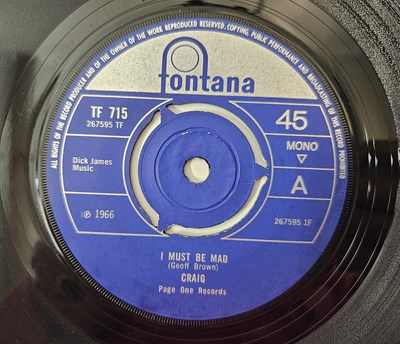 ALL RIGHTS OF THE RECORD PRODUCER AND OF THE OWNER OF THE WORK REPRODUCED RESERVED. COPYING, PUBLIC PERFORMANCE AND BROADCASTING OF THIS RECORD PROHIBITED
fontana
TF 715
267595 TF
45
MONO
Dick James
Music
A
℗ 1966
267595 1F
I MUST BE MAD
(Geoff Brown)
CRAIG
Page One Records